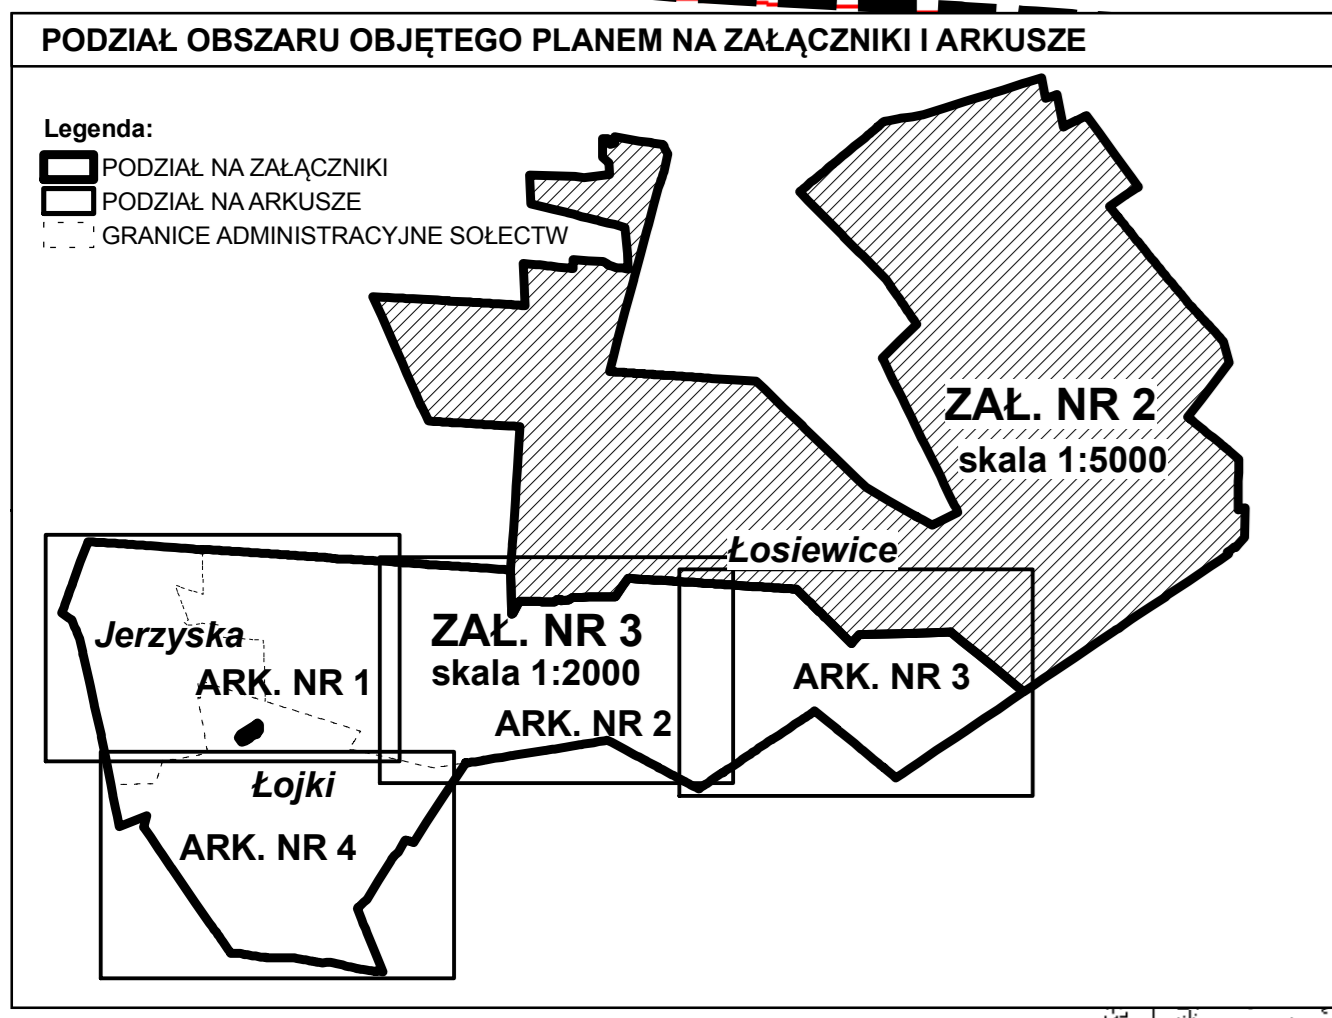 PODZIAŁ OBSZARU OBJĘTEGO PLANEM NA ZAŁĄCZNIKI I ARKUSZE
Legenda:
PODZIAŁ NA ZAŁĄCZNIKI
PODZIAŁ NA ARKUSZE
GRANICE ADMINISTRACYJNE SOŁECTW
ZAŁ. NR 2
skala 1:5000
Łosiewice
Jerzyska
ZAŁ. NR 3
skala 1:2000
ARK. NR 1
ARK. NR 2
ARK. NR 3
Łojki
ARK. NR 4